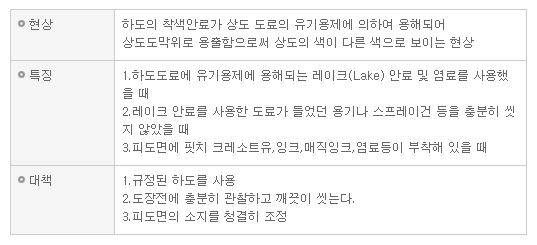 현상
하도의 착색안료가 상도 도료의 유기용제에 의하여 용해되어
상도도막위로 용출함으로써 상도의 색이 다른 색으로 보이는 현상
특징
1.하도도료에 유기용제에 용해되는 레이크(Lake) 안료 및 염료를 사용했
을 때
2.레이크 안료를 사용한 도료가 들었던 용기나 스프레이건 등을 충분히 씻
지 않았을 때
3.피도면에 핏치 크레소트유,잉크,매직잉크,염료등이 부착해 있을 때
대책
1.규정된 하도를 사용
2.도장전에 충분히 관찰하고 깨끗이 씻는다.
3.피도면의 소지를 청결히 조정